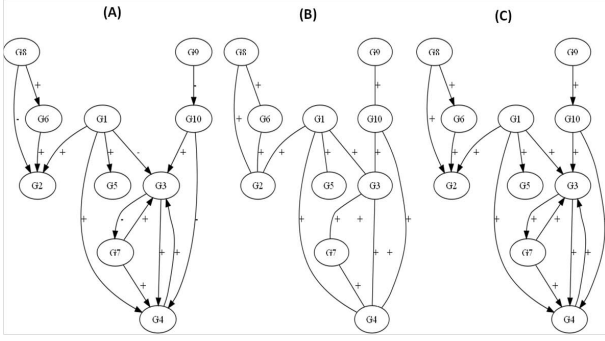 (A) (B) (C)
G8 G9 G8 G9 G8 G9
+ - + + + +
G6 G1 G10 G6 G1 G10 G6 G1 G10
- + +
+ + + - + + + + + + + + + + +
G2 G5 G3 G2 G5 G3 G2 G5 G3
+ - + - + + + + + + + +
G7 G7 G7
+ + + + + + + +
+ + +
G4 G4 G4